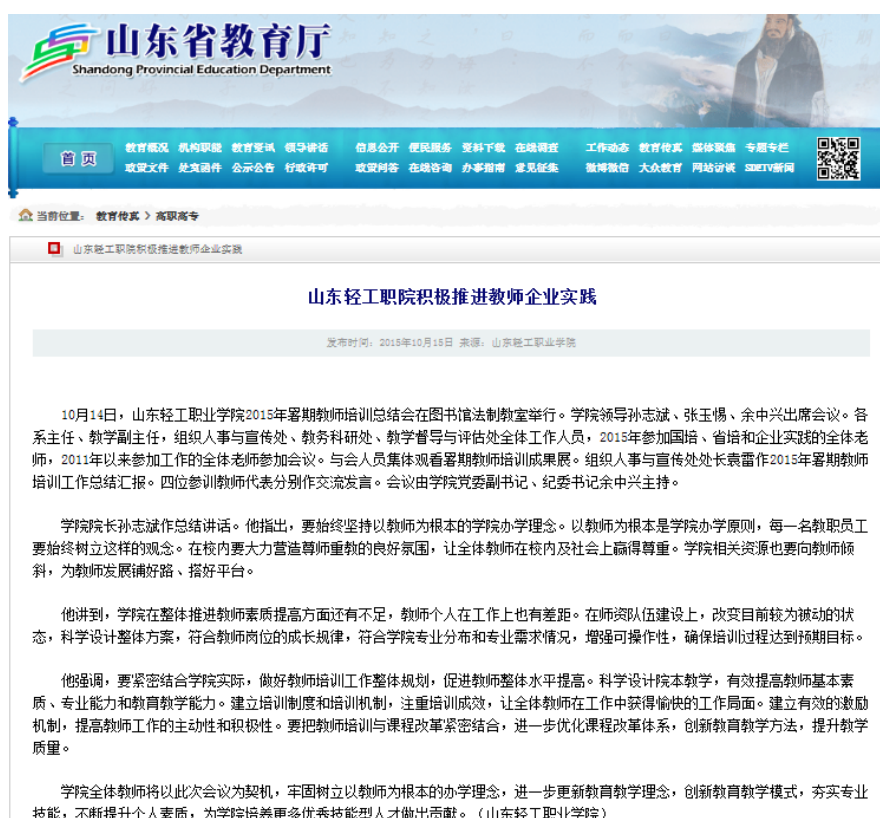 山东省教育厅
Shandong Provincial Education Department
首页
教育概况 机构职能 教育要讯 领导讲话 信息公开 便民服务 资料下载 在线调查 工作动态 教育传真 媒体聚焦 专题专栏
政策文件 处室函件 公示公告 行政许可 政策问答 在线咨询 办事指南 意见征集 微博微信 大众教育 网站访谈 SDETV新闻
当前位置: 教育传真 > 高职高专
山东轻工职院积极推进教师企业实践
山东轻工职院积极推进教师企业实践
发布时间: 2015年10月15日 来源: 山东轻工职业学院
10月14日，山东轻工职业学院2015年署期教师培训总结会在图书馆法制教室举行。学院领导孙志斌、张玉惕、余中兴出席会议。各
系主任、教学副主任，组织人事与宣传处、教务科研处、教学督导与评估处全体工作人员，2015年参加国培、省培和企业实践的全体老
师，2011年以来参加工作的全体老师参加会议。与会人员集体观看署期教师培训成果展。组织人事与宣传处处长袁雷作2015年署期教师
培训工作总结汇报。四位参训教师代表分别作交流发言。会议由学院党委副书记、纪委书记余中兴主持。
学院院长孙志斌作总结讲话。他指出，要始终坚持以教师为根本的学院办学理念。以教师为根本是学院办学原则，每一名教职员工
要始终树立这样的观念。在校内要大力营造尊师重教的良好氛围，让全体教师在校内及社会上赢得尊重。学院相关资源也要向教师倾
斜，为教师发展铺好路、搭好平台。
他讲到，学院在整体推进教师素质提高方面还有不足，教师个人在工作上也有差距。在师资队伍建设上，改变目前较为被动的状
态，科学设计整体方案，符合教师岗位的成长规律，符合学院专业分布和专业需求情况，增强可操作性，确保培训过程达到预期目标。
他强调，要紧密结合学院实际，做好教师培训工作整体规划，促进教师整体水平提高。科学设计院本教学，有效提高教师基本素
质、专业能力和教育教学能力。建立培训制度和培训机制，注重培训成效，让全体教师在工作中获得愉快的工作局面。建立有效的激励
机制，提高教师工作的主动性和积极性。要把教师培训与课程改革紧密结合，进一步优化课程改革体系，创新教育教学方法，提升教学
质量。
学院全体教师将以此次会议为契机，牢固树立以教师为根本的办学理念，进一步更新教育教学理念，创新教育教学模式，夯实专业
技能，不断提升个人素质，为学院培养更多优秀技能型人才做出贡献。（山东轻工职业学院）